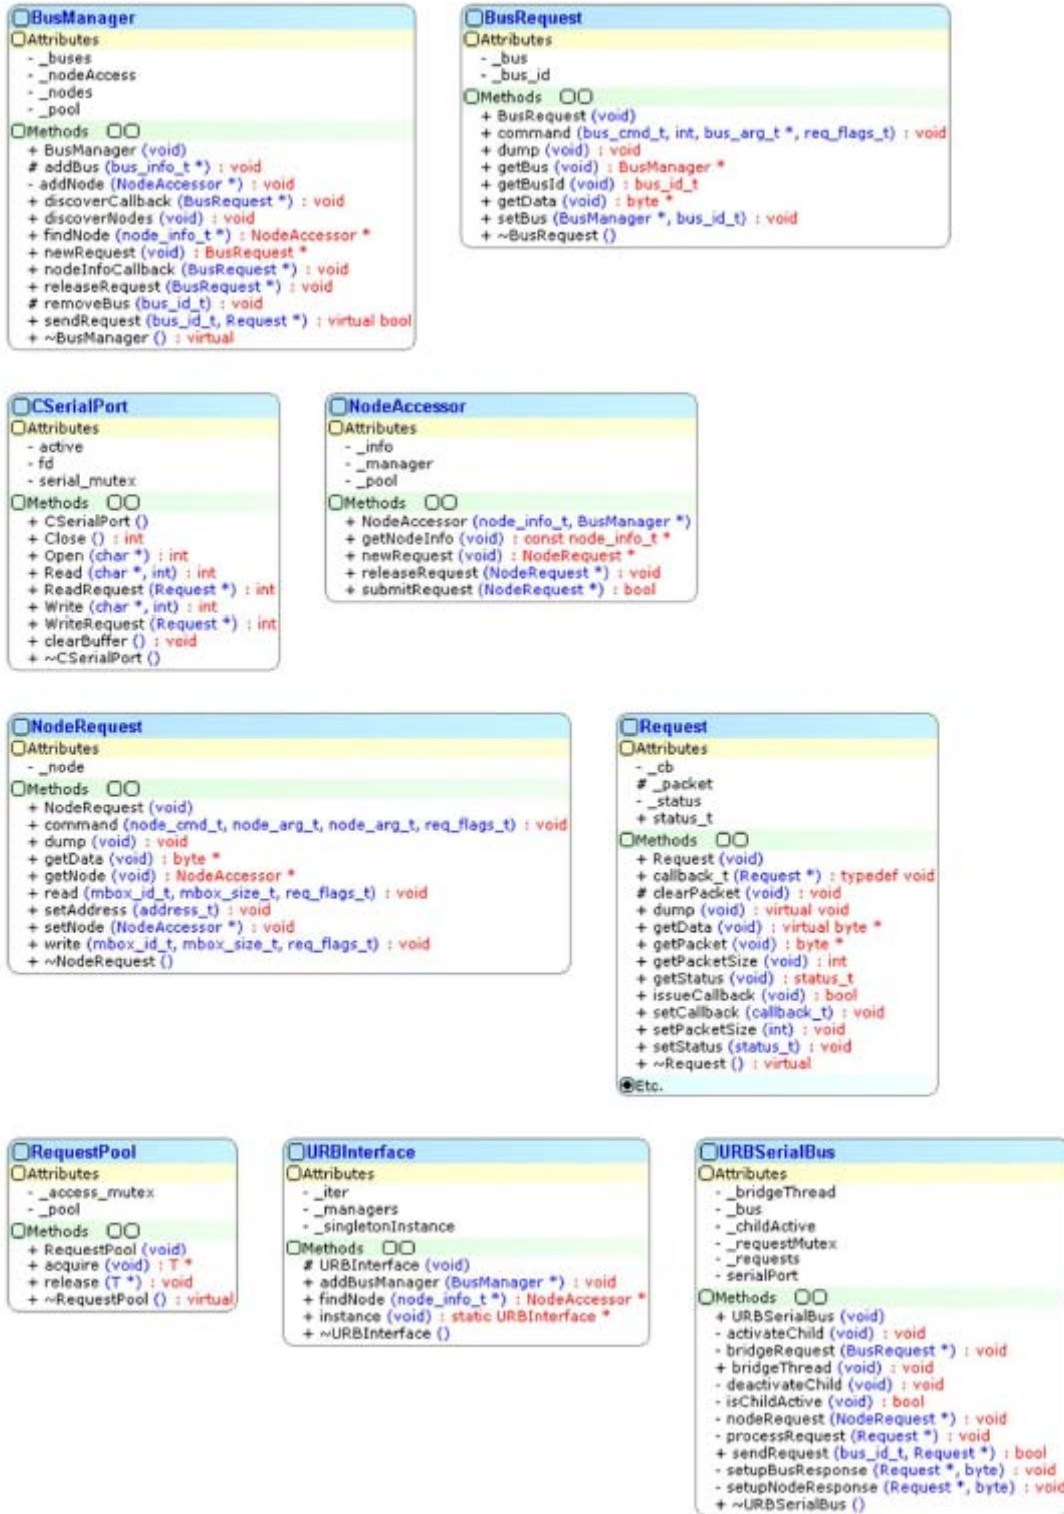 BusManager
Attributes
- _buses
- _nodeAccess
- _nodes
- _pool
Methods
+ BusManager (void)
# addBus (bus_info_t *) : void
- addNode (NodeAccessor *) : void
+ discoverCallback (BusRequest *) : void
+ discoverNodes (void) : void
+ findNode (node_info_t *) : NodeAccessor *
+ newRequest (void) : BusRequest *
+ nodeInfoCallback (BusRequest *) : void
+ releaseRequest (BusRequest *) : void
# removeBus (bus_id_t) : void
+ sendRequest (bus_id_t, Request *) : virtual bool
+ ~BusManager () : virtual
BusRequest
Attributes
- _bus
- _bus_id
Methods
+ BusRequest (void)
+ command (bus_cmd_t, int, bus_arg_t *, req_flags_t) : void
+ dump (void) : void
+ getBus (void) : BusManager *
+ getBusId (void) : bus_id_t
+ getData (void) : byte *
+ setBus (BusManager *, bus_id_t) : void
+ ~BusRequest ()
CSerialPort
Attributes
- active
- fd
- serial_mutex
Methods
+ CSerialPort ()
+ Close () : int
+ Open (char *) : int
+ Read (char *, int) : int
+ ReadRequest (Request *) : int
+ Write (char *, int) : int
+ WriteRequest (Request *) : int
+ clearBuffer () : void
+ ~CSerialPort ()
NodeAccessor
Attributes
- _info
- _manager
- _pool
Methods
+ NodeAccessor (node_info_t, BusManager *)
+ getNodeInfo (void) : const node_info_t *
+ newRequest (void) : NodeRequest *
+ releaseRequest (NodeRequest *) : void
+ submitRequest (NodeRequest *) : bool
NodeRequest
Attributes
- _node
Methods
+ NodeRequest (void)
+ command (node_cmd_t, node_arg_t, node_arg_t, req_flags_t) : void
+ dump (void) : void
+ getData (void) : byte *
+ getNode (void) : NodeAccessor *
+ read (mbox_id_t, mbox_size_t, req_flags_t) : void
+ setAddress (address_t) : void
+ setNode (NodeAccessor *) : void
+ write (mbox_id_t, mbox_size_t, req_flags_t) : void
+ ~NodeRequest ()
Request
Attributes
- _cb
# _packet
- _status
+ status_t
Methods
+ Request (void)
+ callback_t (Request *) : typedef void
# clearPacket (void) : void
+ dump (void) : virtual void
+ getData (void) : virtual byte *
+ getPacket (void) : byte *
+ getPacketSize (void) : int
+ getStatus (void) : status_t
+ issueCallback (void) : bool
+ setCallback (callback_t) : void
+ setPacketSize (int) : void
+ setStatus (status_t) : void
+ ~Request () : virtual
Etc.
RequestPool
Attributes
- _access_mutex
- _pool
Methods
+ RequestPool (void)
+ acquire (void) : T *
+ release (T *) : void
+ ~RequestPool () : virtual
URBInterface
Attributes
- _iter
- _managers
- _singletonInstance
Methods
# URBInterface (void)
+ addBusManager (BusManager *) : void
+ findNode (node_info_t *) : NodeAccessor *
+ instance (void) : static URBInterface *
+ ~URBInterface ()
URBSerialBus
Attributes
- _bridgeThread
- _bus
- _childActive
- _requestMutex
- _requests
- serialPort
Methods
+ URBSerialBus (void)
- activateChild (void) : void
- bridgeRequest (BusRequest *) : void
+ bridgeThread (void) : void
- deactivateChild (void) : void
- isChildActive (void) : bool
- nodeRequest (NodeRequest *) : void
- processRequest (Request *) : void
+ sendRequest (bus_id_t, Request *) : bool
- setupBusResponse (Request *, byte) : void
- setupNodeResponse (Request *, byte) : void
+ ~URBSerialBus ()